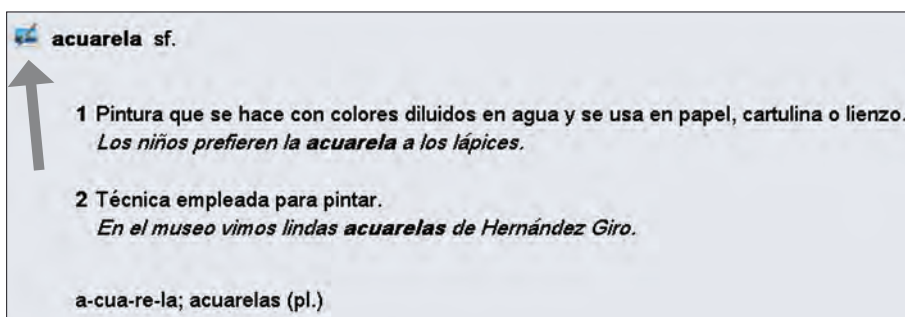 acuarela sf.
1 Pintura que se hace con colores diluidos en agua y se usa en papel, cartulina o lienzo.
Los niños prefieren la acuarela a los lápices.
2 Técnica empleada para pintar.
En el museo vimos lindas acuarelas de Hernández Giro.
a-cua-re-la; acuarelas (pl.)